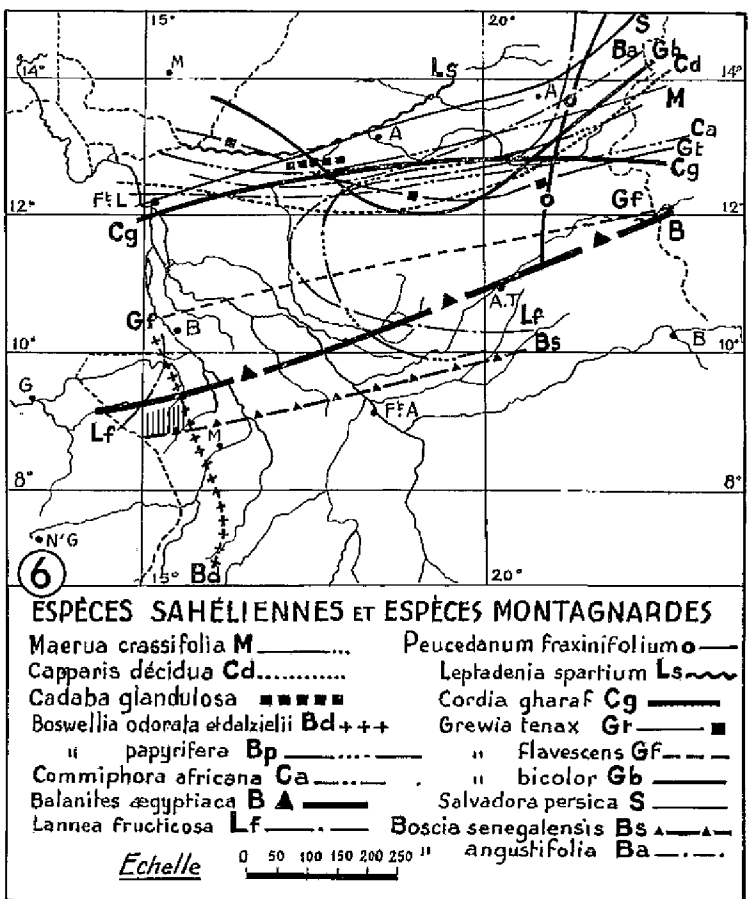 15° 20° S
Ba Gb
14° M Ls 14°
Cd
A M
A Ca
Gt
Cg
Ft L
12° Gf 12°
Cg B
A.T.
Gf B Lf
Bs B
10° 10°
G
Lf Ft A
M
8° 8°
N'G
6 15° Bd 20°
ESPÈCES SAHÉLIENNES ET ESPÈCES MONTAGNARDES
Maerua crassifolia M Peucedanum fraxinifolium o
Capparis décidua Cd Leptadenia spartium Ls
Cadaba glandulosa Cordia gharaf Cg
Boswellia odorata et dalzielii Bd +++ Grewia tenax Gt
" papyrifera Bp " flavescens Gf
Commiphora africana Ca " bicolor Gb
Balanites ægyptiaca B Salvadora persica S
Lannea fructicosa Lf Boscia senegalensis Bs
" angustifolia Ba
Echelle 0 50 100 150 200 250